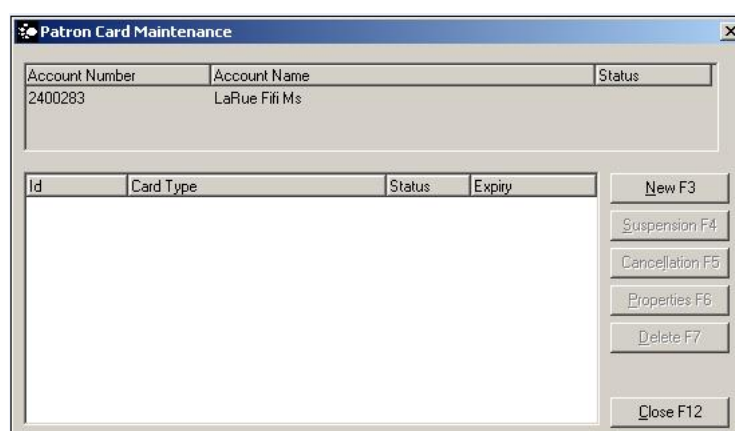 Patron Card Maintenance
Account Number Account Name Status
2400283 LaRue Fifi Ms
Id Card Type Status Expiry
New F3
Suspension F4
Cancellation F5
Properties F6
Delete F7
Close F12